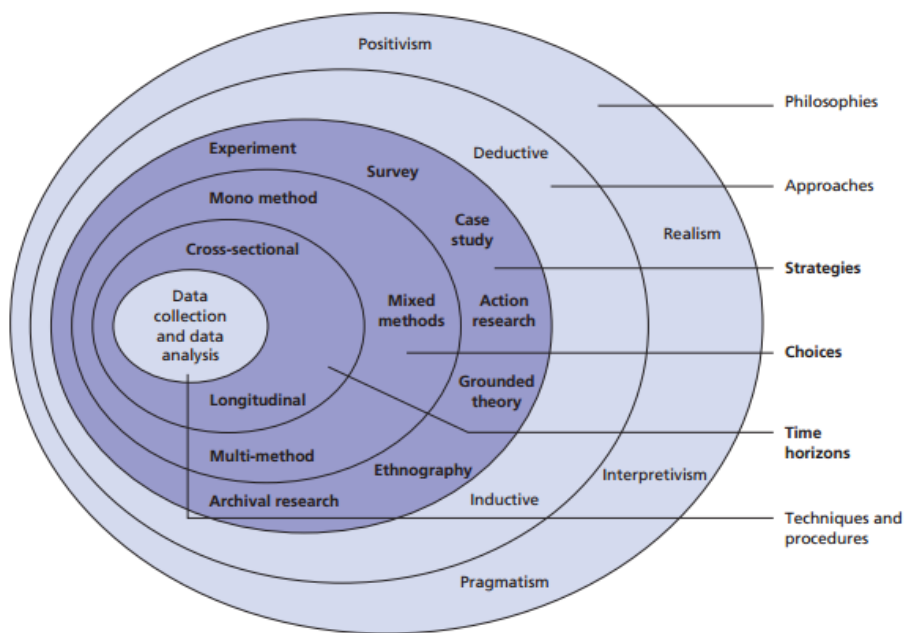 Positivism
Philosophies
Experiment
Deductive
Survey
Approaches
Mono method
Case
study
Realism
Cross-sectional
Strategies
Data
collection
and data
analysis
Mixed
methods
Action
research
Choices
Longitudinal
Grounded
theory
Time
horizons
Multi-method
Ethnography
Interpretivism
Archival research
Inductive
Techniques and
procedures
Pragmatism